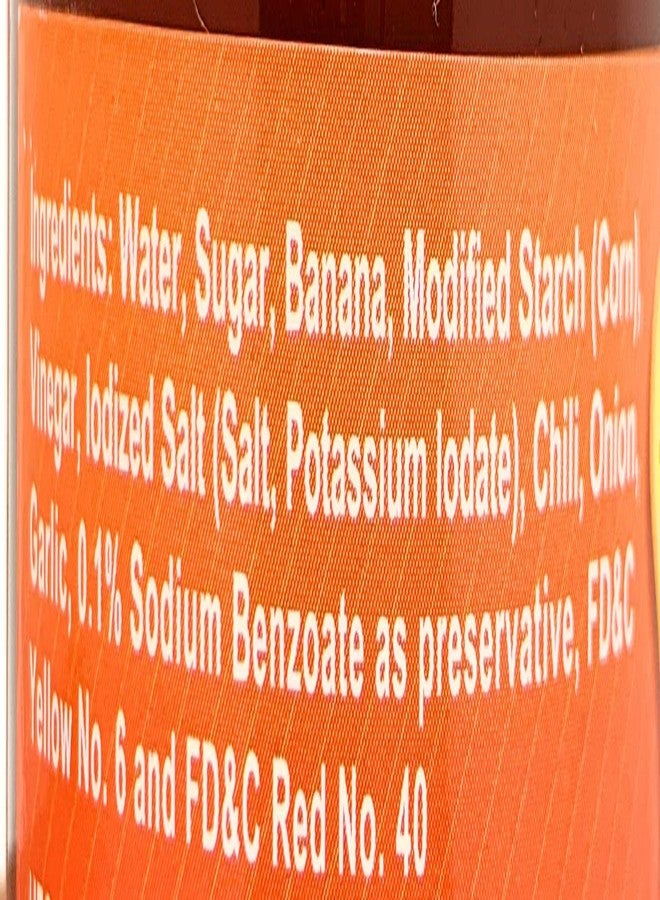 Ingredients: Water, Sugar, Banana, Modified Starch (Corn),
Vinegar, Iodized Salt (Salt, Potassium Iodate), Chili, Onion,
Garlic, 0.1% Sodium Benzoate as preservative, FD&C
Yellow No. 6 and FD&C Red No. 40